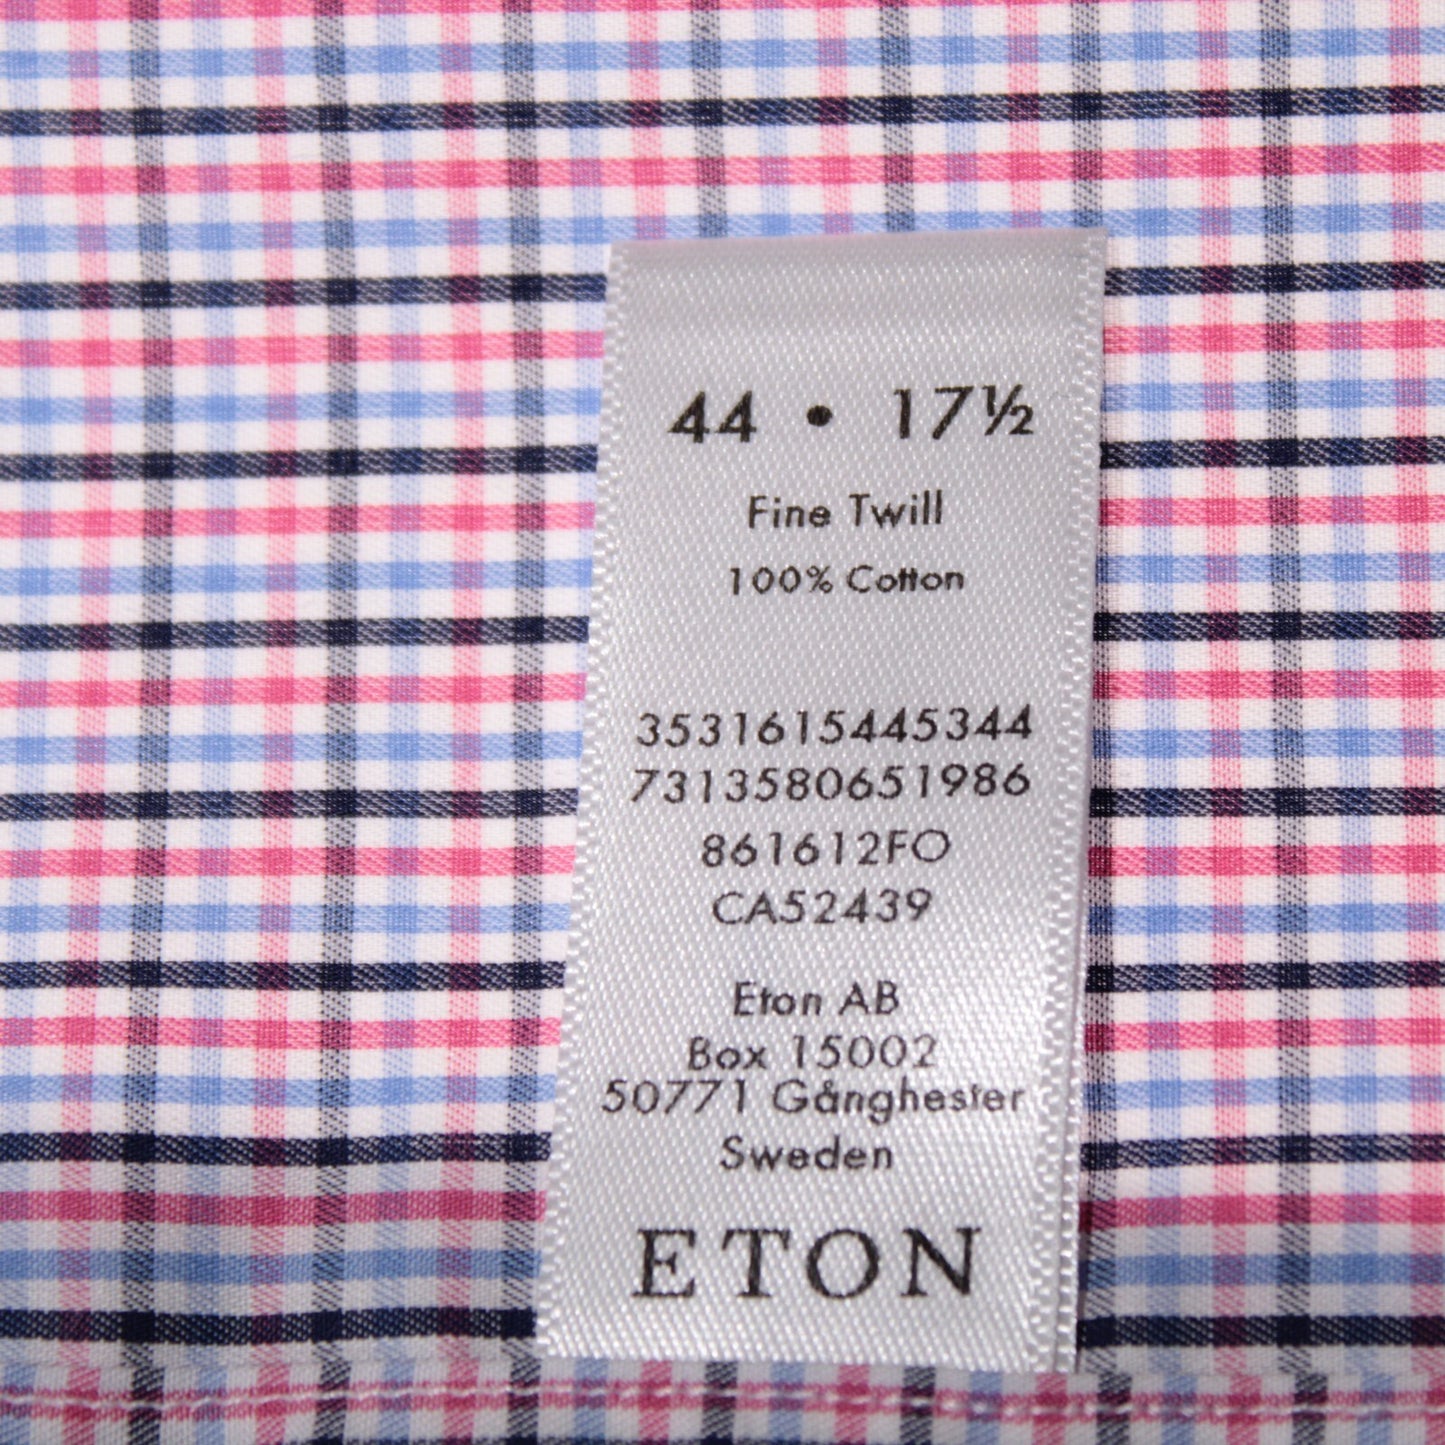 44 • 17½
Fine Twill
100% Cotton
3531615445344
7313580651986
861612FO
CA52439
Eton AB
Box 15002
50771 Gånghester
Sweden
ETON